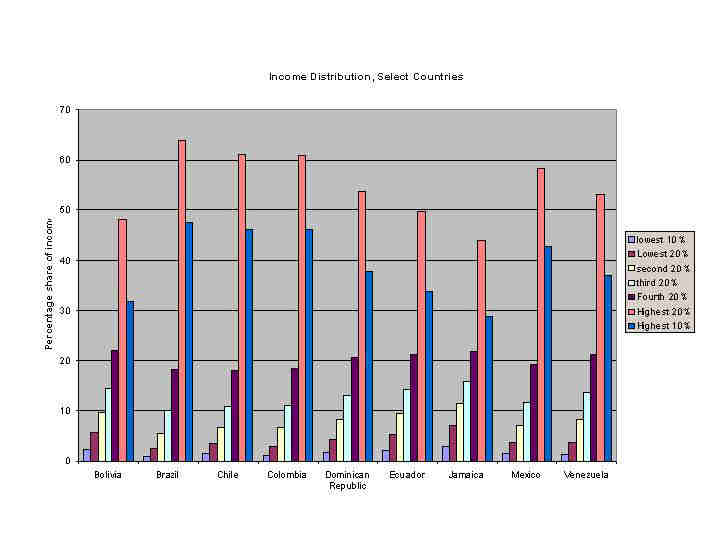 Income Distribution, Select Countries
Percentage share of income
70
60
50
40
30
20
10
0
Bolivia
Brazil
Chile
Colombia
Dominican
Republic
Ecuador
Jamaica
Mexico
Venezuela
lowest 10%
Lowest 20%
second 20%
third 20%
Fourth 20%
Highest 20%
Highest 10%